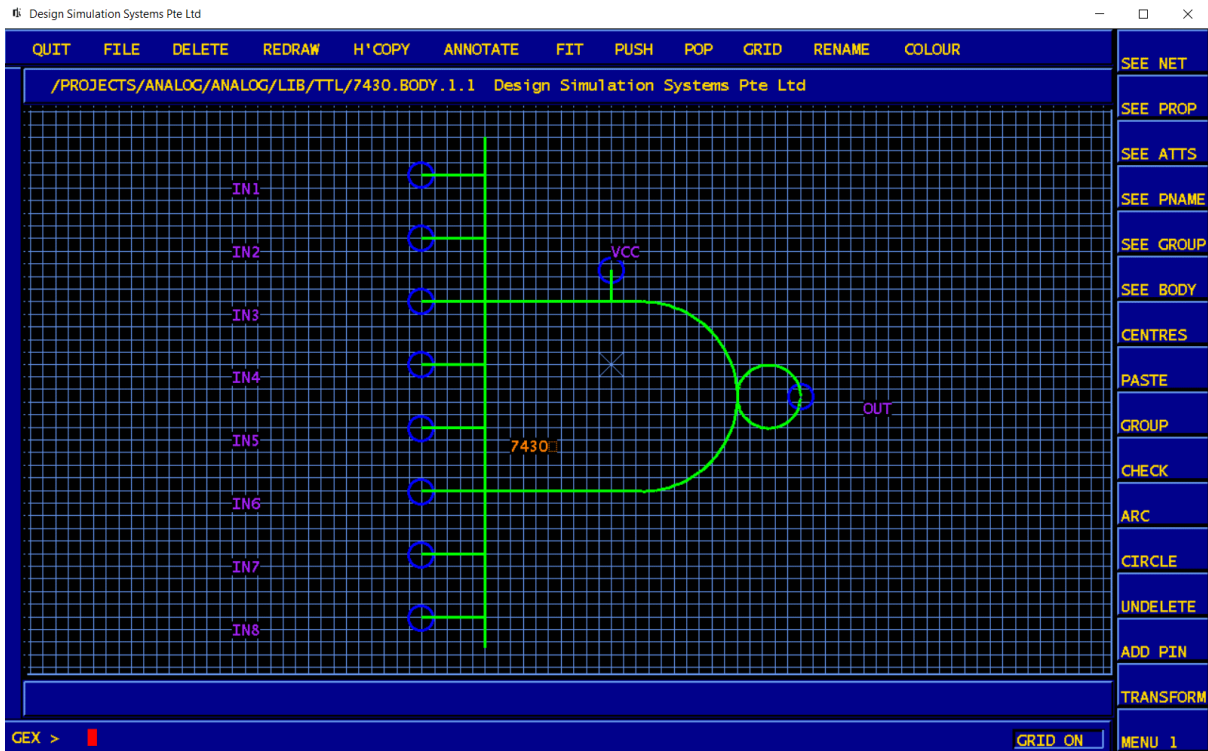 Design Simulation Systems Pte Ltd
QUIT FILE DELETE REDRAW H'COPY ANNOTATE FIT PUSH POP GRID RENAME COLOUR
/PROJECTS/ANALOG/ANALOG/LIB/TTL/7430.BODY.1.1 Design Simulation Systems Pte Ltd
IN1
IN2
VCC
IN3
IN4
OUT
IN5
7430
IN6
IN7
IN8
SEE NET
SEE PROP
SEE ATTS
SEE PNAME
SEE GROUP
SEE BODY
CENTRES
PASTE
GROUP
CHECK
ARC
CIRCLE
UNDELETE
ADD PIN
TRANSFORM
MENU 1
GEX >
GRID ON